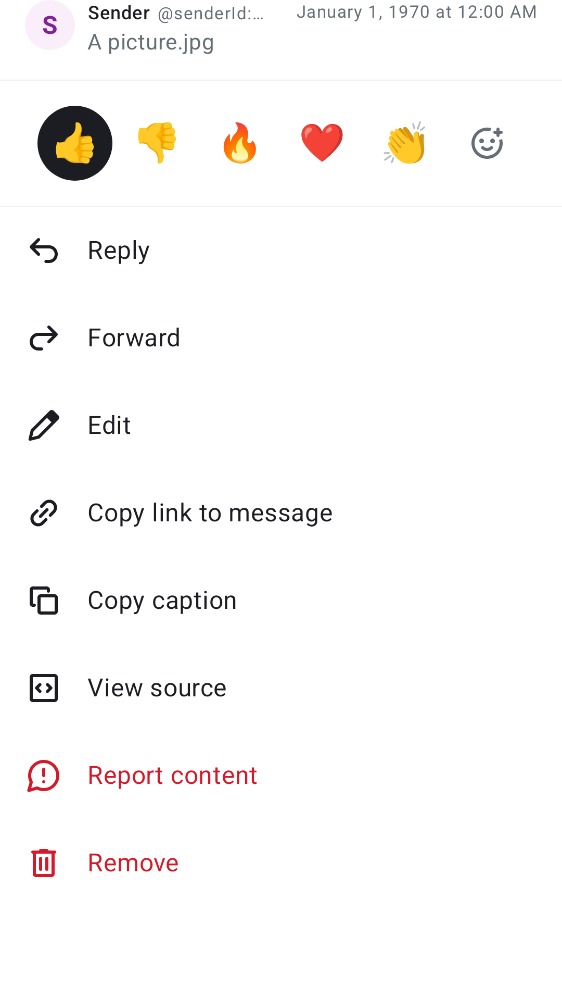 S
Sender @senderId:... January 1, 1970 at 12:00 AM
A picture.jpg
Reply
Forward
Edit
Copy link to message
Copy caption
View source
Report content
Remove